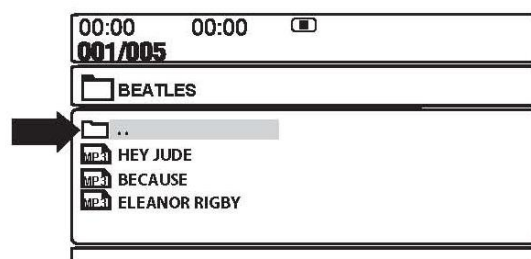 00:00 00:00
001/005
BEATLES
..
MP3 HEY JUDE
MP3 BECAUSE
MP3 ELEANOR RIGBY